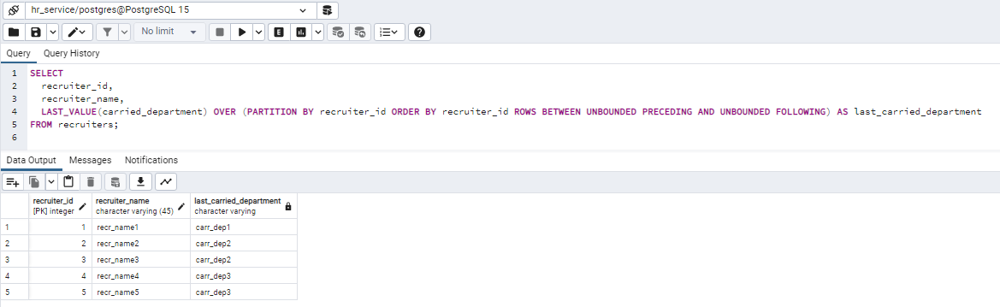 hr_service/postgres@PostgreSQL 15
No limit
Query Query History
1 SELECT
2 recruiter_id,
3 recruiter_name,
4 LAST_VALUE(carried_department) OVER (PARTITION BY recruiter_id ORDER BY recruiter_id ROWS BETWEEN UNBOUNDED PRECEDING AND UNBOUNDED FOLLOWING) AS last_carried_department
5 FROM recruiters;
6
Data Output Messages Notifications
recruiter_id recruiter_name last_carried_department
[PK] integer character varying (45) character varying
1 1 recr_name1 carr_dep1
2 2 recr_name2 carr_dep2
3 3 recr_name3 carr_dep2
4 4 recr_name4 carr_dep3
5 5 recr_name5 carr_dep3